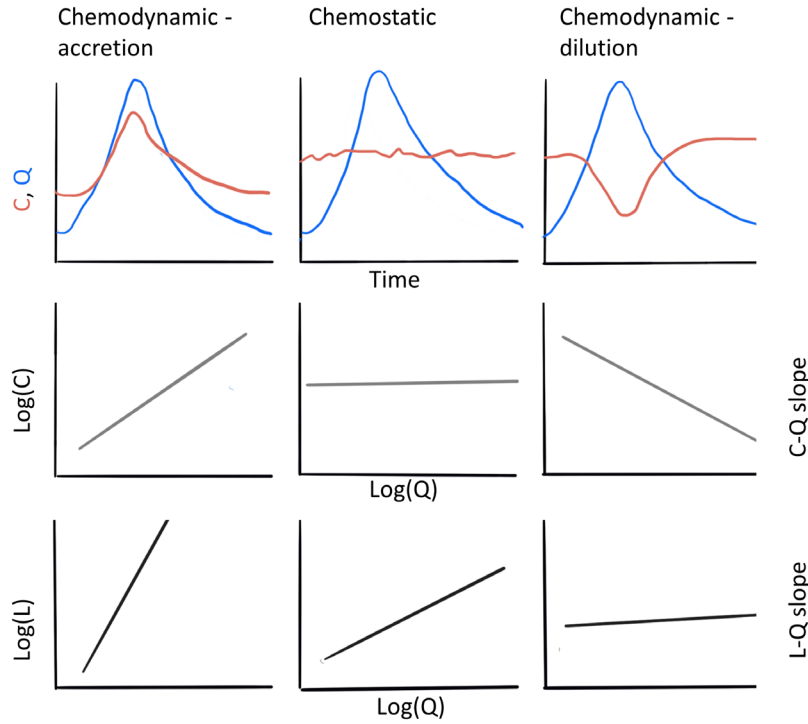 Chemodynamic -
accretion
Chemostatic
Chemodynamic -
dilution
C, Q
Time
Log(C)
Log(Q)
C-Q slope
Log(L)
Log(Q)
L-Q slope